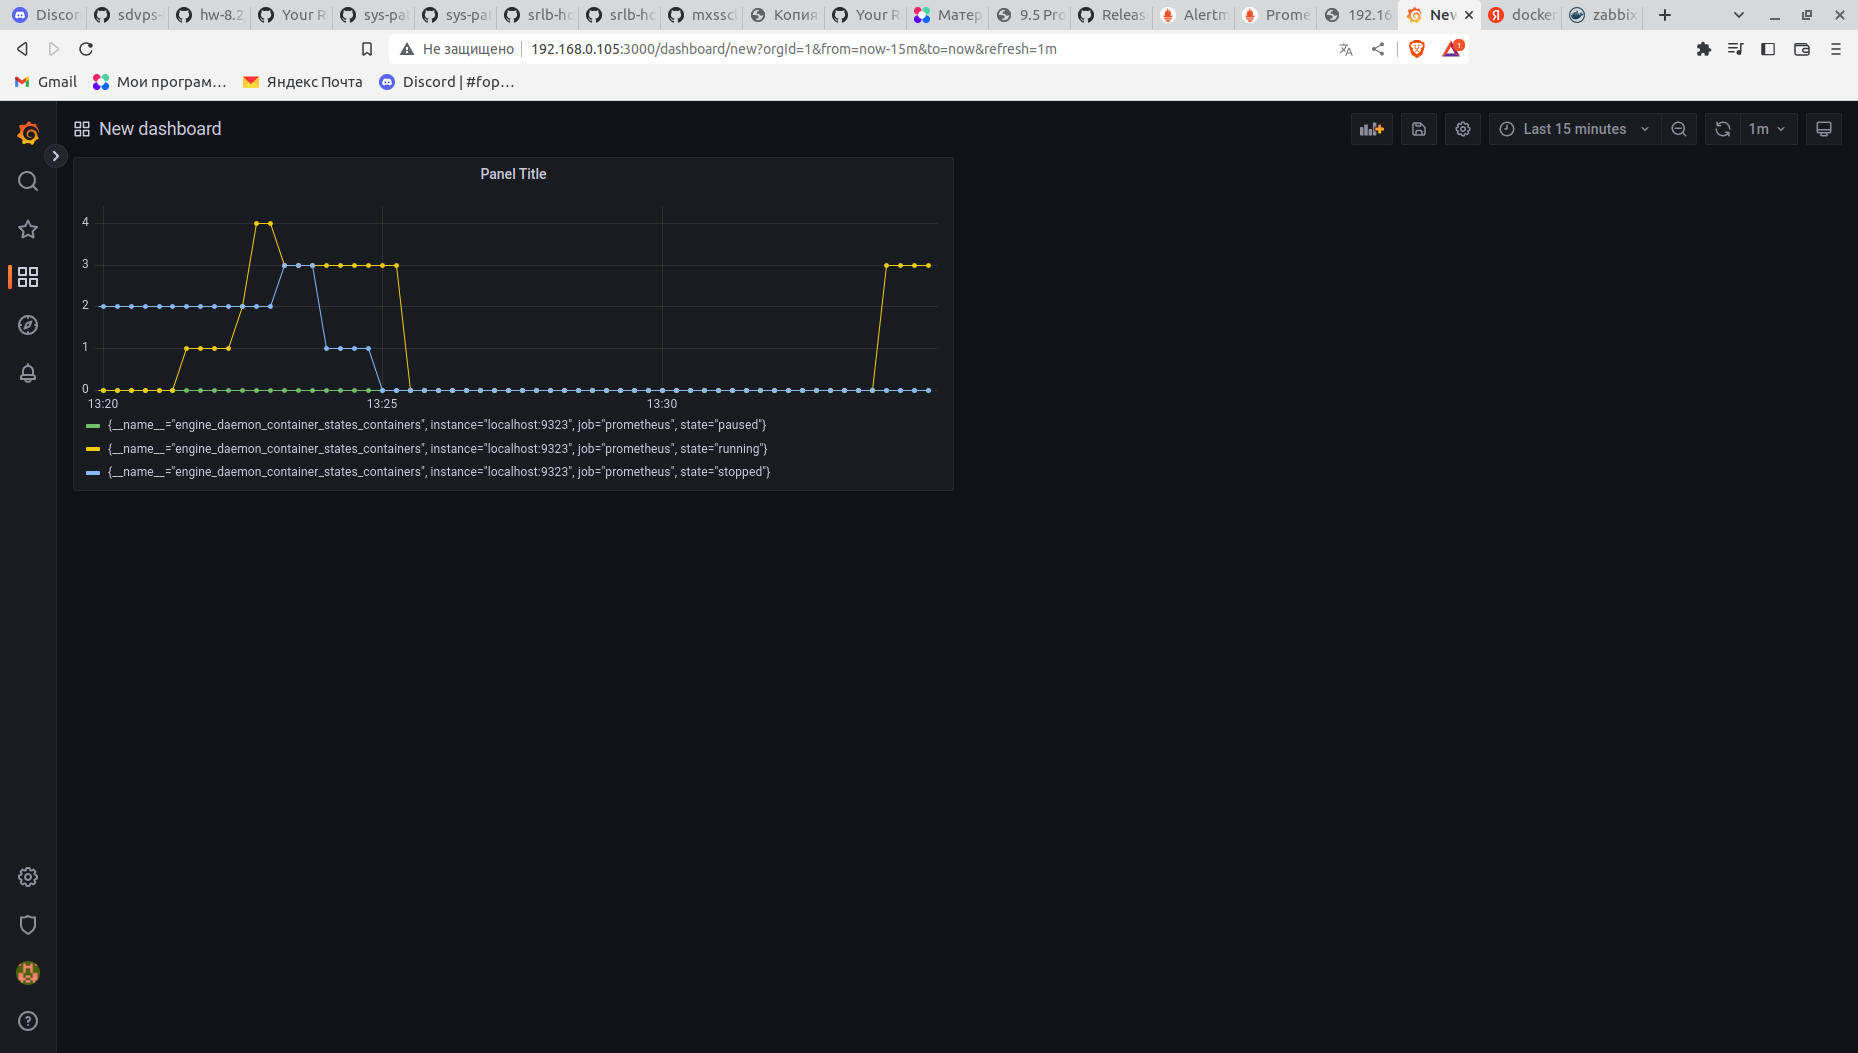 Discor
sdvps-
hw-8.2
Your R
sys-pat
sys-pat
srlb-ho
srlb-ho
mxsscl
Копия
Your R
Матер
9.5 Pro
Releas
Alertm
Prome
192.16
New
docker
zabbix
Не защищено
192.168.0.105:3000/dashboard/new?orgId=1&from=now-15m&to=now&refresh=1m
1
Gmail
Мои програм…
Яндекс Почта
Discord | #фор…
New dashboard
Last 15 minutes
1m
Panel Title
4
3
2
1
0
13:20
13:25
13:30
{__name__="engine_daemon_container_states_containers", instance="localhost:9323", job="prometheus", state="paused"}
{__name__="engine_daemon_container_states_containers", instance="localhost:9323", job="prometheus", state="running"}
{__name__="engine_daemon_container_states_containers", instance="localhost:9323", job="prometheus", state="stopped"}